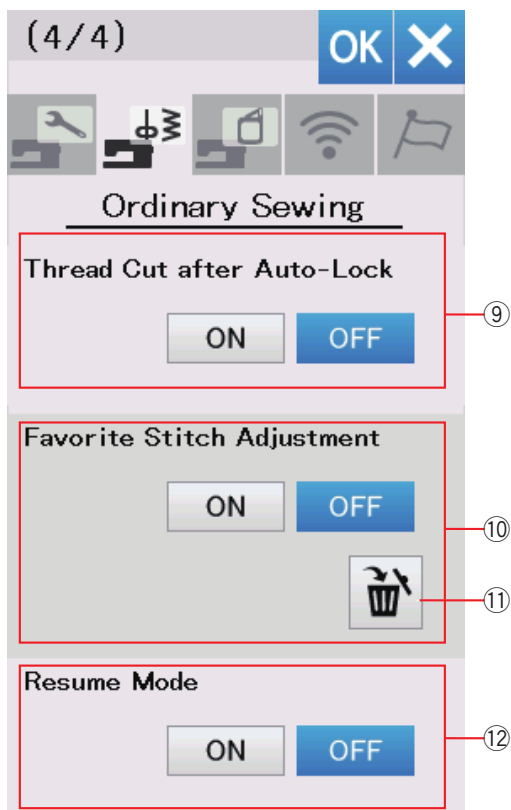 (4/4)
OK
Ordinary Sewing
Thread Cut after Auto-Lock
ON OFF
⑨
Favorite Stitch Adjustment
ON OFF
⑩
⑪
Resume Mode
ON OFF
⑫